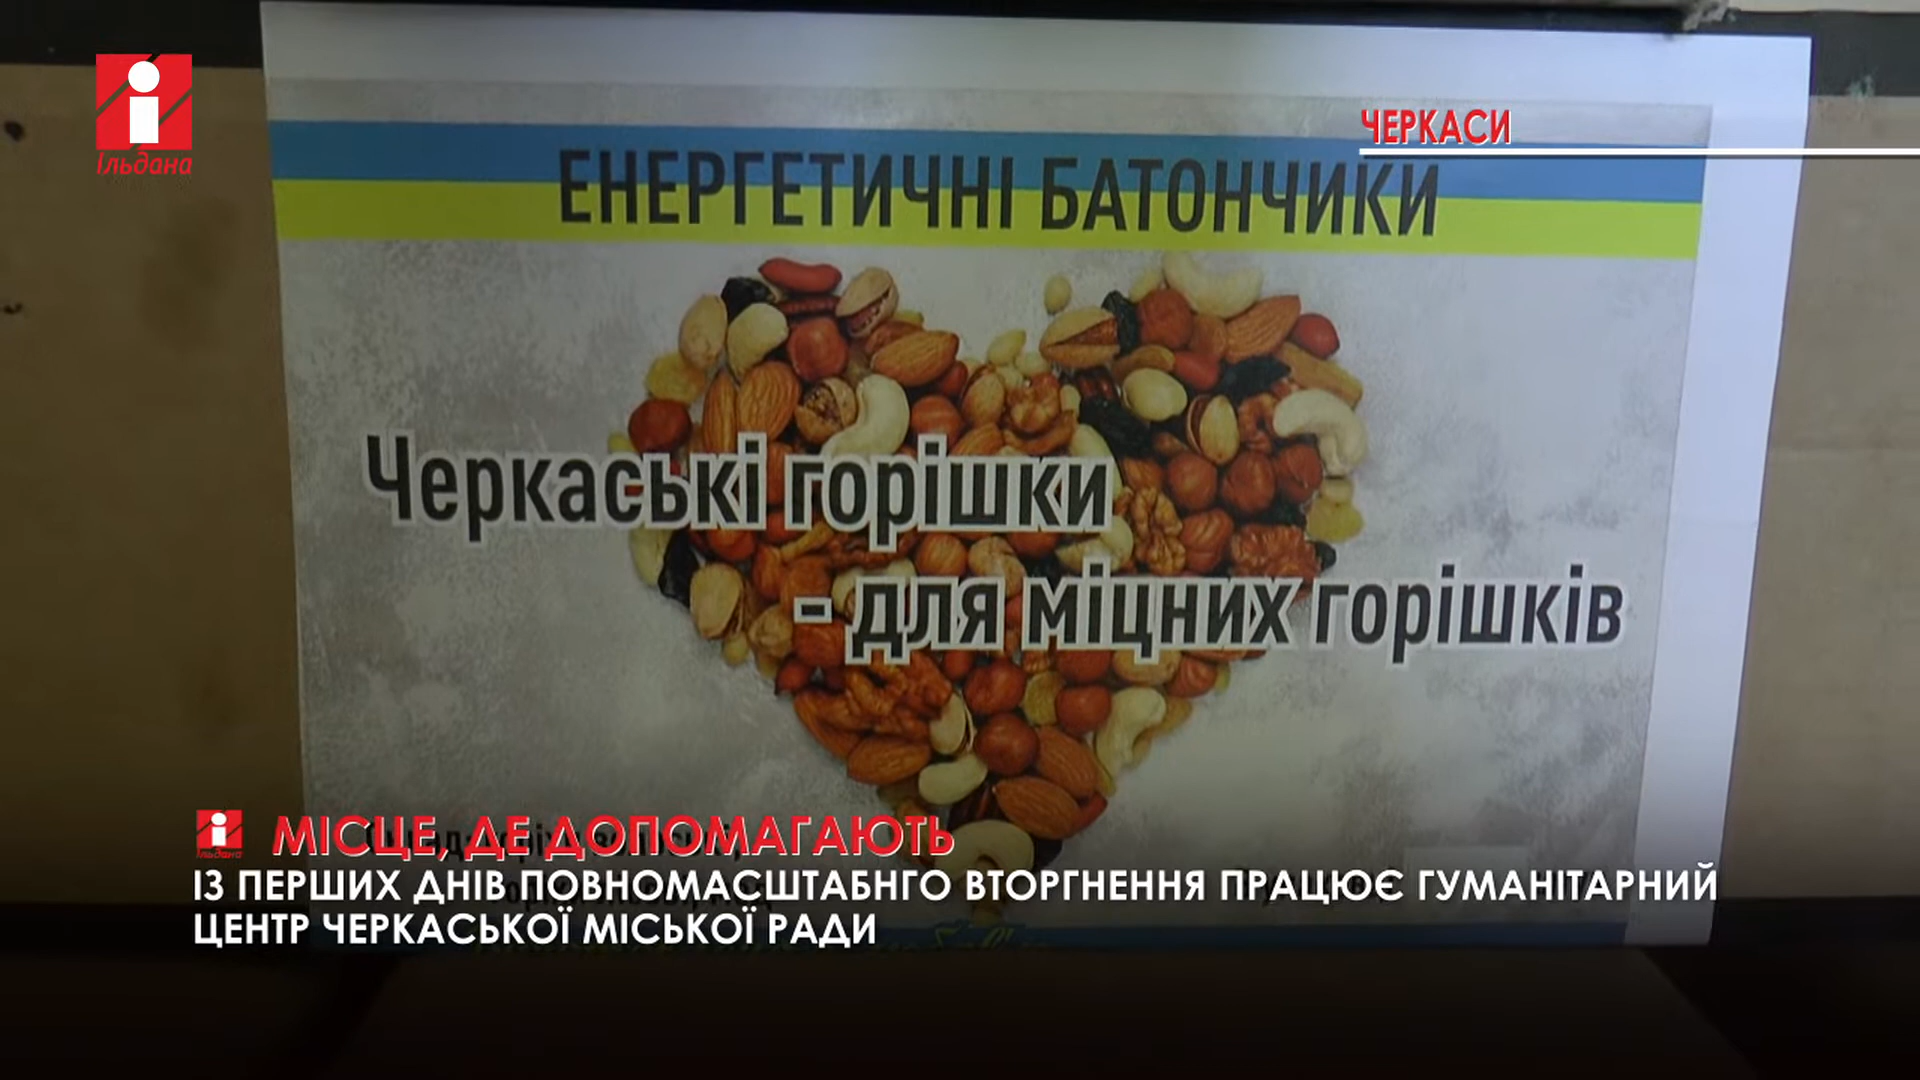 Ільдана
ЧЕРКАСИ
ЕНЕРГЕТИЧНІ БАТОНЧИКИ
Черкаські горішки
- для міцних горішків
МІСЦЕ, ДЕ ДОПОМАГАЮТЬ
ІЗ ПЕРШИХ ДНІВ ПОВНОМАСШТАБНГО ВТОРГНЕННЯ ПРАЦЮЄ ГУМАНІТАРНИЙ
ЦЕНТР ЧЕРКАСЬКОЇ МІСЬКОЇ РАДИ